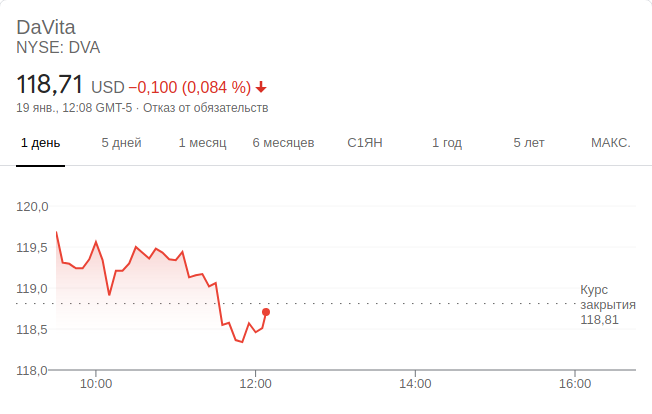 DaVita
NYSE: DVA
118,71 USD −0,100 (0,084 %)
19 янв., 12:08 GMT-5 · Отказ от обязательств
1 день 5 дней 1 месяц 6 месяцев С1ЯН 1 год 5 лет МАКС.
120,0
119,5
119,0
118,5
118,0
Курс
закрытия
118,81
10:00 12:00 14:00 16:00